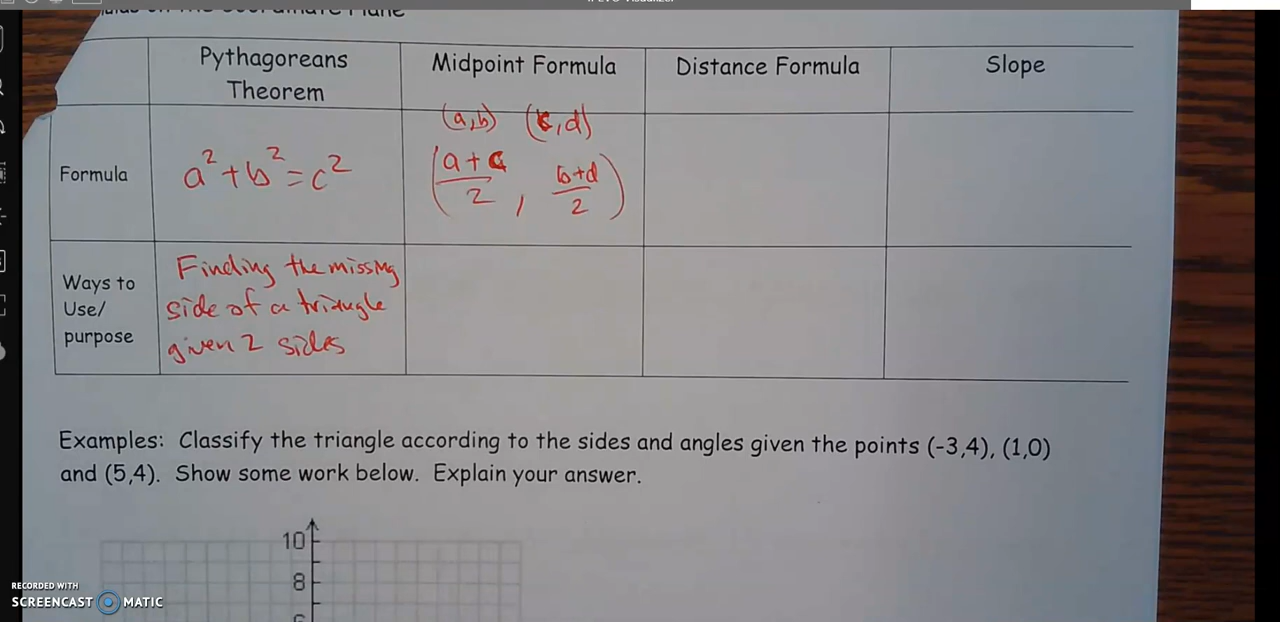 Pythagoreans
Theorem
Midpoint Formula
Distance Formula
Slope
Formula
a² + b² = c²
(a,b) (c,d)
(a+c/2, b+d/2)
Ways to
Use/
purpose
Finding the missing
side of a triangle
given 2 sides
Examples: Classify the triangle according to the sides and angles given the points (-3,4), (1,0)
and (5,4). Show some work below. Explain your answer.
10
8
RECORDED WITH
SCREENCAST MATIC